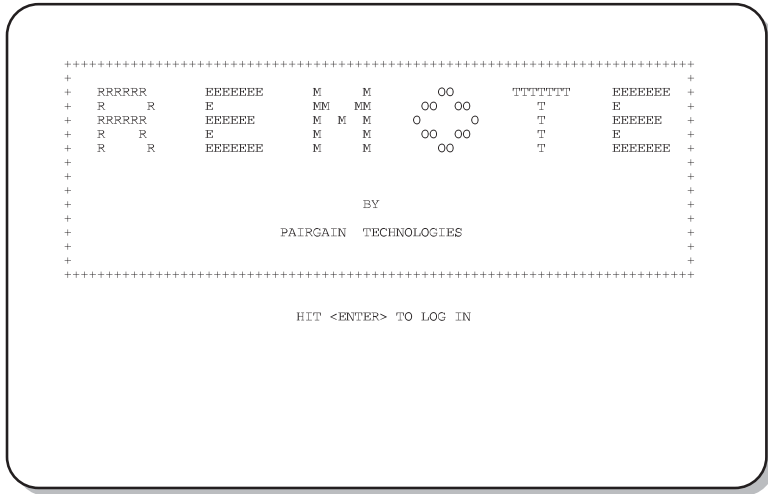 +++++++++++++++++++++++++++++++++++++++++++++++++++++++++++++++++++++++++++++
+                                                                           +
+   RRRRRR       EEEEEEE      M     M        OO       TTTTTTT     EEEEEEE  +
+   R     R      E            MM   MM      OO  OO        T        E        +
+   RRRRRR       EEEEEE       M  M  M     O      O       T        EEEEEE   +
+   R    R       E            M     M      OO  OO        T        E        +
+   R     R      EEEEEEE      M     M        OO          T        EEEEEEE  +
+                                                                           +
+                                                                           +
+                                                                           +
+                                   BY                                      +
+                                                                           +
+                         PAIRGAIN  TECHNOLOGIES                            +
+                                                                           +
+                                                                           +
+++++++++++++++++++++++++++++++++++++++++++++++++++++++++++++++++++++++++++++
HIT <ENTER> TO LOG IN